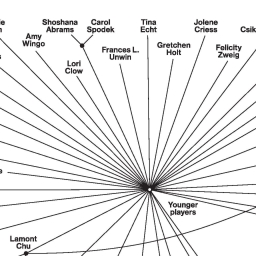 Shoshana
Abrams
Carol
Spodek
Tina
Echt
Jolene
Criess
Amy
Wingo
Frances L.
Unwin
Gretchen
Holt
Felicity
Zweig
Lori
Clow
Younger
players
Lamont
Chu